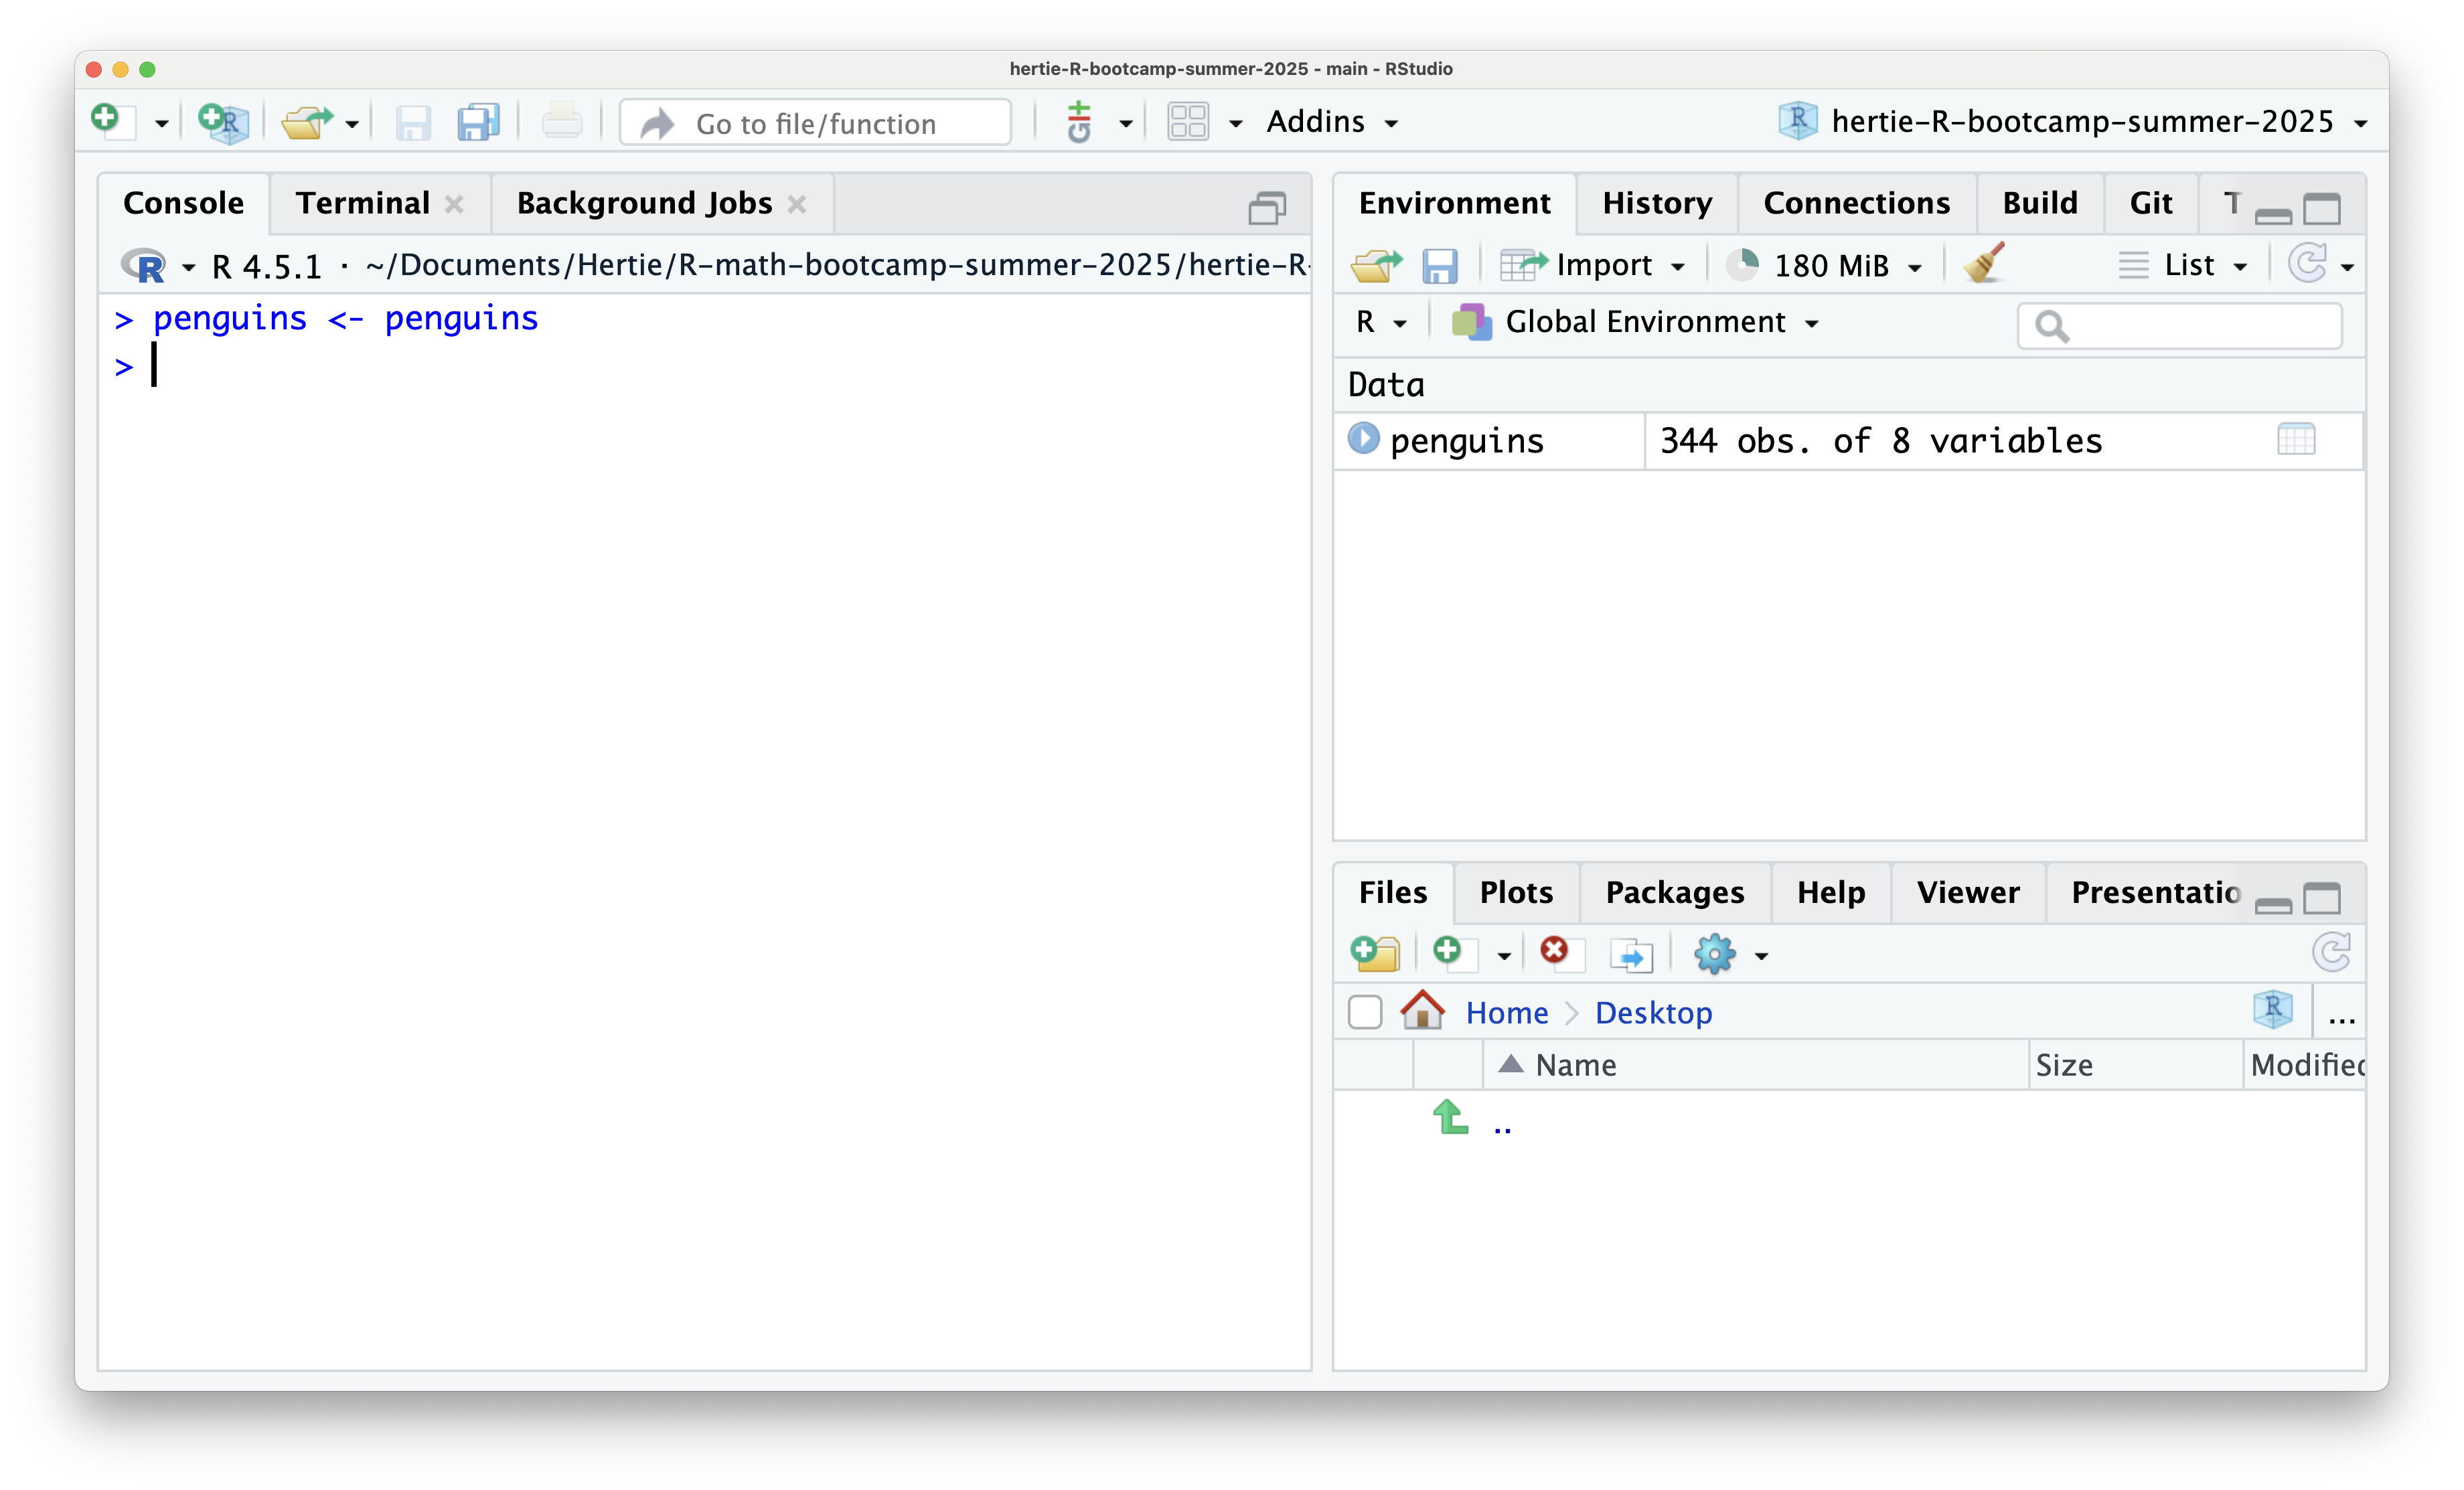 hertie-R-bootcamp-summer-2025 - main - RStudio
Go to file/function
Addins
hertie-R-bootcamp-summer-2025
Console Terminal Background Jobs
R 4.5.1 · ~/Documents/Hertie/R-math-bootcamp-summer-2025/hertie-R-
> penguins <- penguins
>
Environment History Connections Build Git T
Import 180 MiB List
R Global Environment
Data
penguins 344 obs. of 8 variables
Files Plots Packages Help Viewer Presentatio
Home Desktop ...
Name Size Modified
..